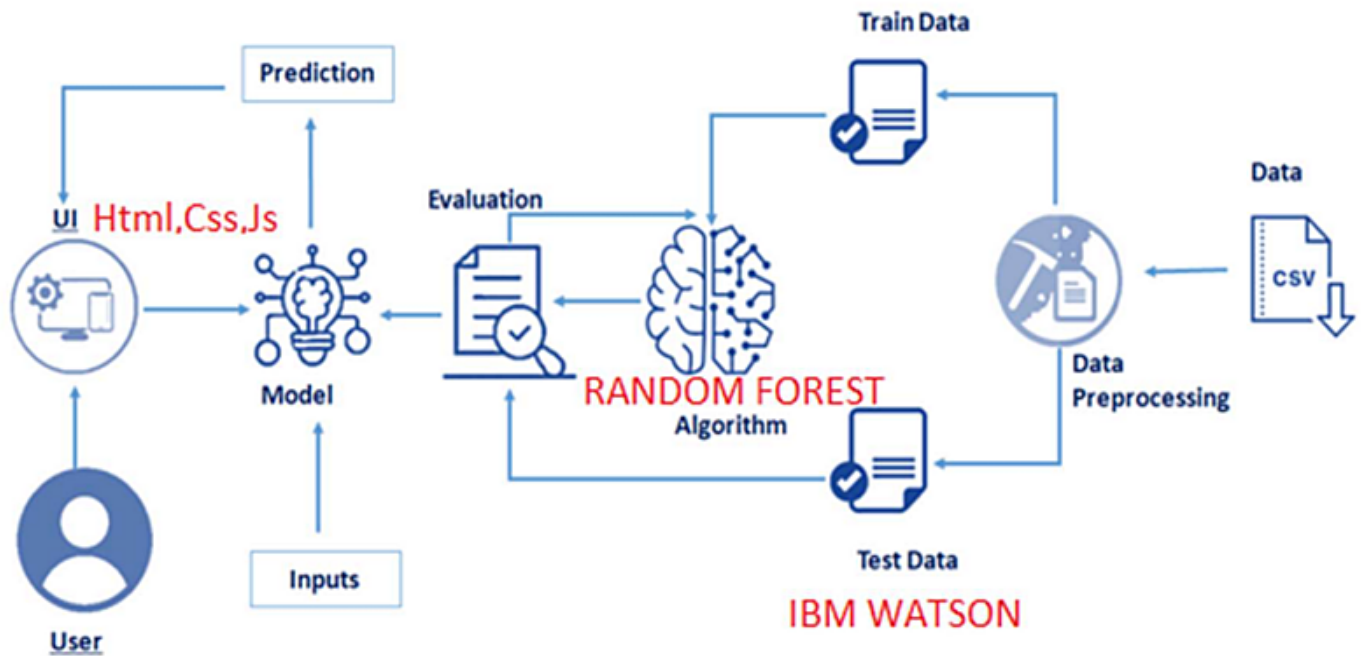 Train Data
Prediction
Data
Evaluation
UI Html,Css,Js
CSV
Data
Preprocessing
Model
RANDOM FOREST
Algorithm
Inputs
Test Data
IBM WATSON
User